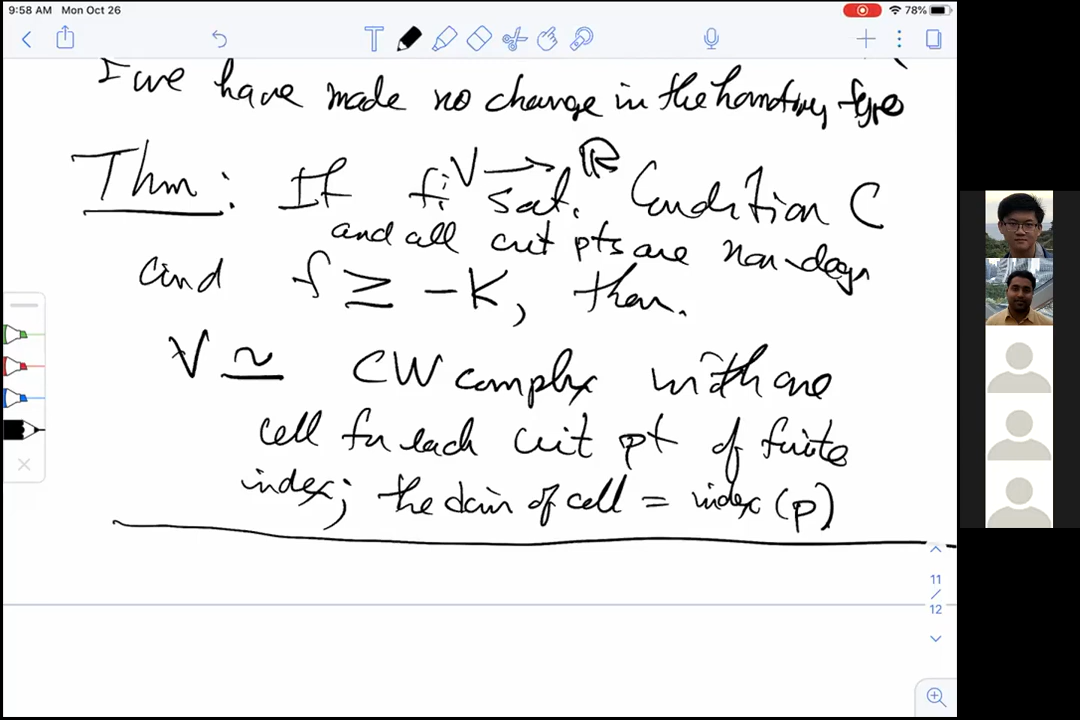 9:58 AM Mon Oct 26
78%
we have made no change in the homotopy type
Thm: If f: V → ℝ sat. Condition C
and all crit pts are non-degn
and f ≥ -K, then.
V ≃ CW complex with one
cell for each crit pt of finite
index; the dim of cell = index (p)
11
/
12